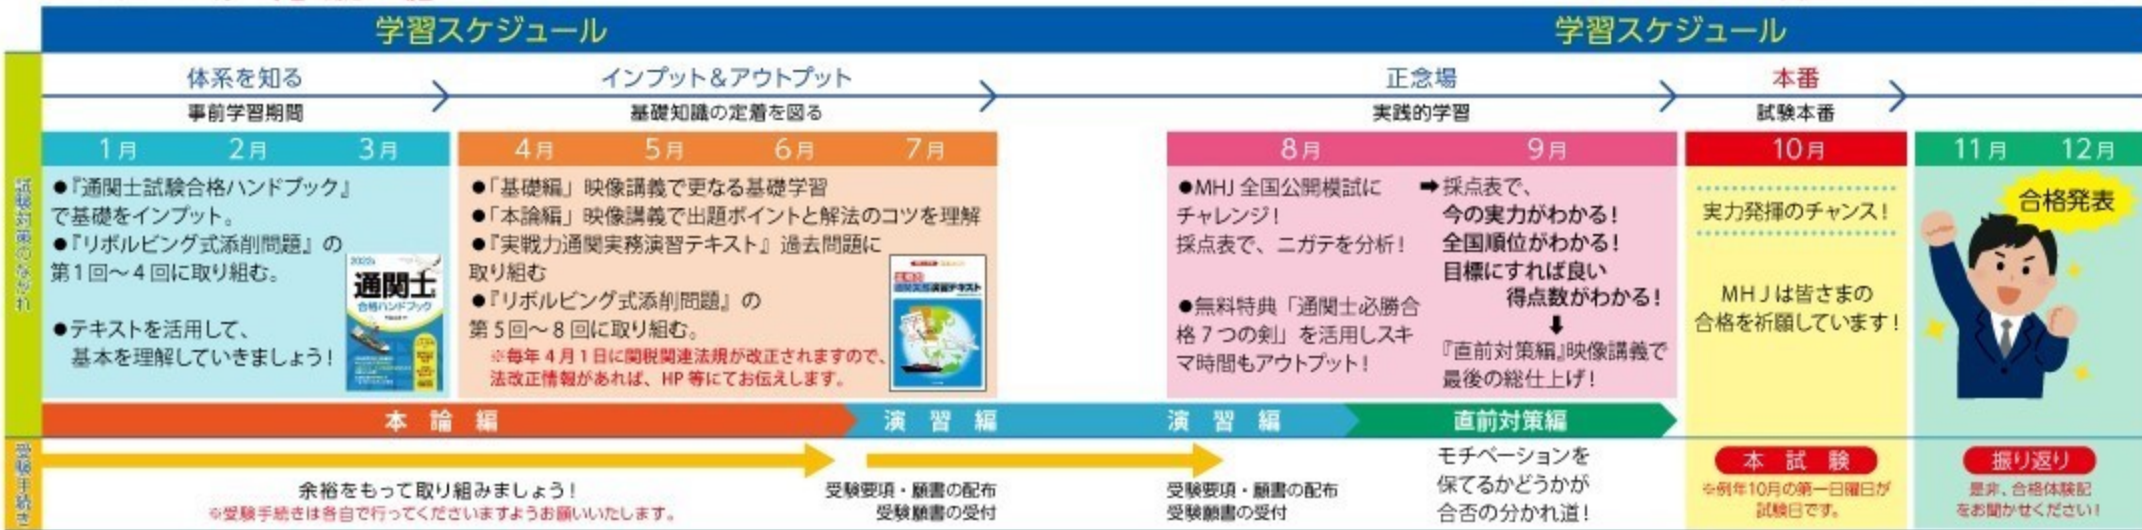 学習スケジュール
学習スケジュール
体系を知る
事前学習期間
インプット&アウトプット
基礎知識の定着を図る
正念場
実践的学習
本番
試験本番
試験対策のながれ
1月 2月 3月
●『通関士試験合格ハンドブック』
で基礎をインプット。
●『リボルビング式添削問題』の
第1回～4回に取り組む。
●テキストを活用して、
基本を理解していきましょう!
通関士
合格ハンドブック
4月 5月 6月 7月
●「基礎編」映像講義で更なる基礎学習
●「本論編」映像講義で出題ポイントと解法のコツを理解
●『実戦力通関実務演習テキスト』過去問題に
取り組む
●『リボルビング式添削問題』の
第5回～8回に取り組む。
※毎年4月1日に関税関連法規が改正されますので、
法改正情報があれば、HP等にてお伝えします。
8月 9月
●MHJ全国公開模試に
チャレンジ!
採点表で、ニガテを分析!
●無料特典「通関士必勝合
格7つの剣」を活用しスキ
マ時間もアウトプット!
➡採点表で、
今の実力がわかる!
全国順位がわかる!
目標にすれば良い
得点数がわかる!
⬇
『直前対策編』映像講義で
最後の総仕上げ!
10月
実力発揮のチャンス!
MHJは皆さまの
合格を祈願しています!
11月 12月
合格発表
本論編
演習編
演習編
直前対策編
受験手続き
余裕をもって取り組みましょう!
※受験手続きは各自で行ってくださいますようお願いいたします。
受験要項・願書の配布
受験願書の受付
受験要項・願書の配布
受験願書の受付
モチベーションを
保てるかどうかが
合否の分かれ道!
本試験
※例年10月の第一日曜日が
試験日です。
振り返り
是非、合格体験記
をお聞かせください!